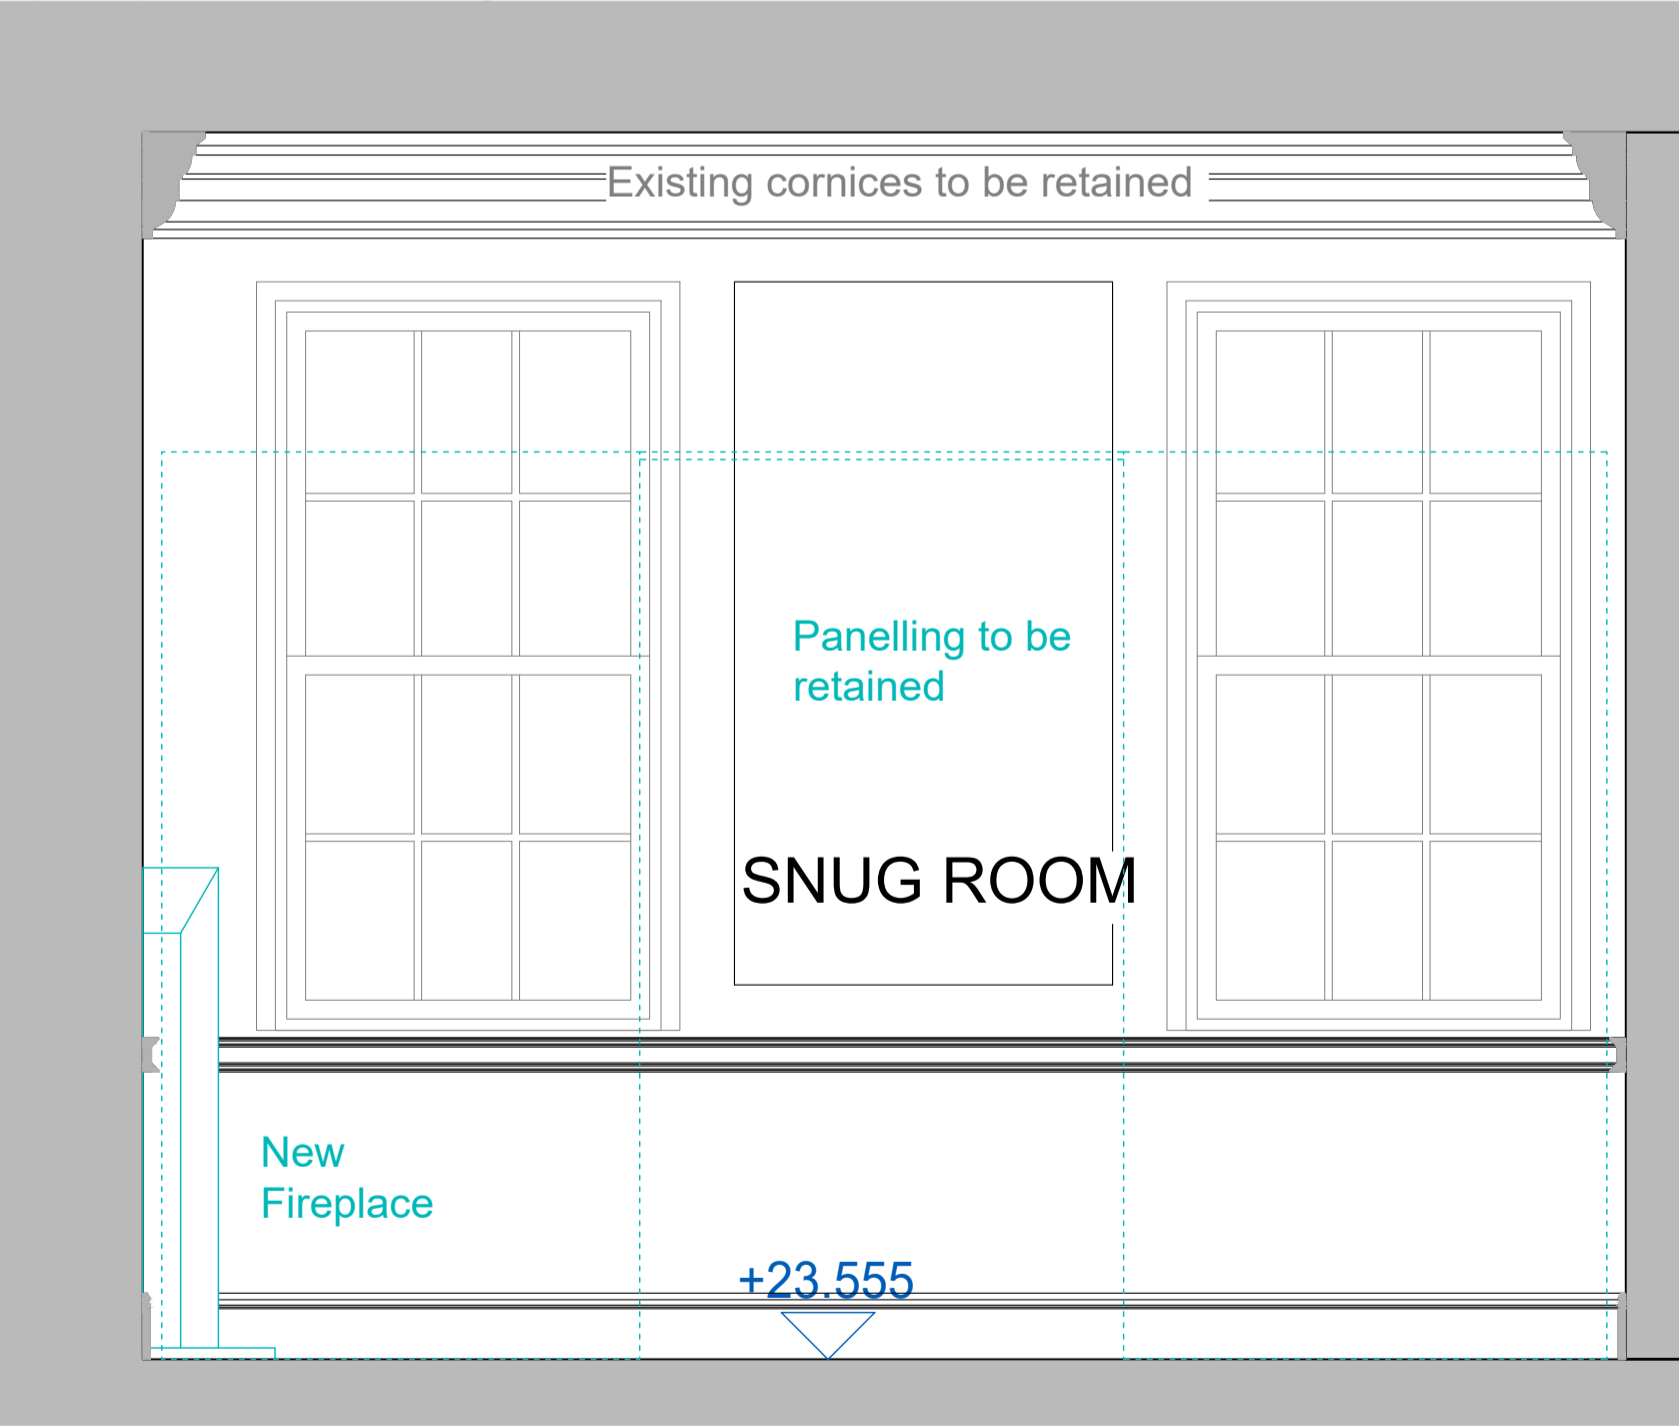 Existing cornices to be retained
Panelling to be
retained
SNUG ROOM
New
Fireplace
+23.555